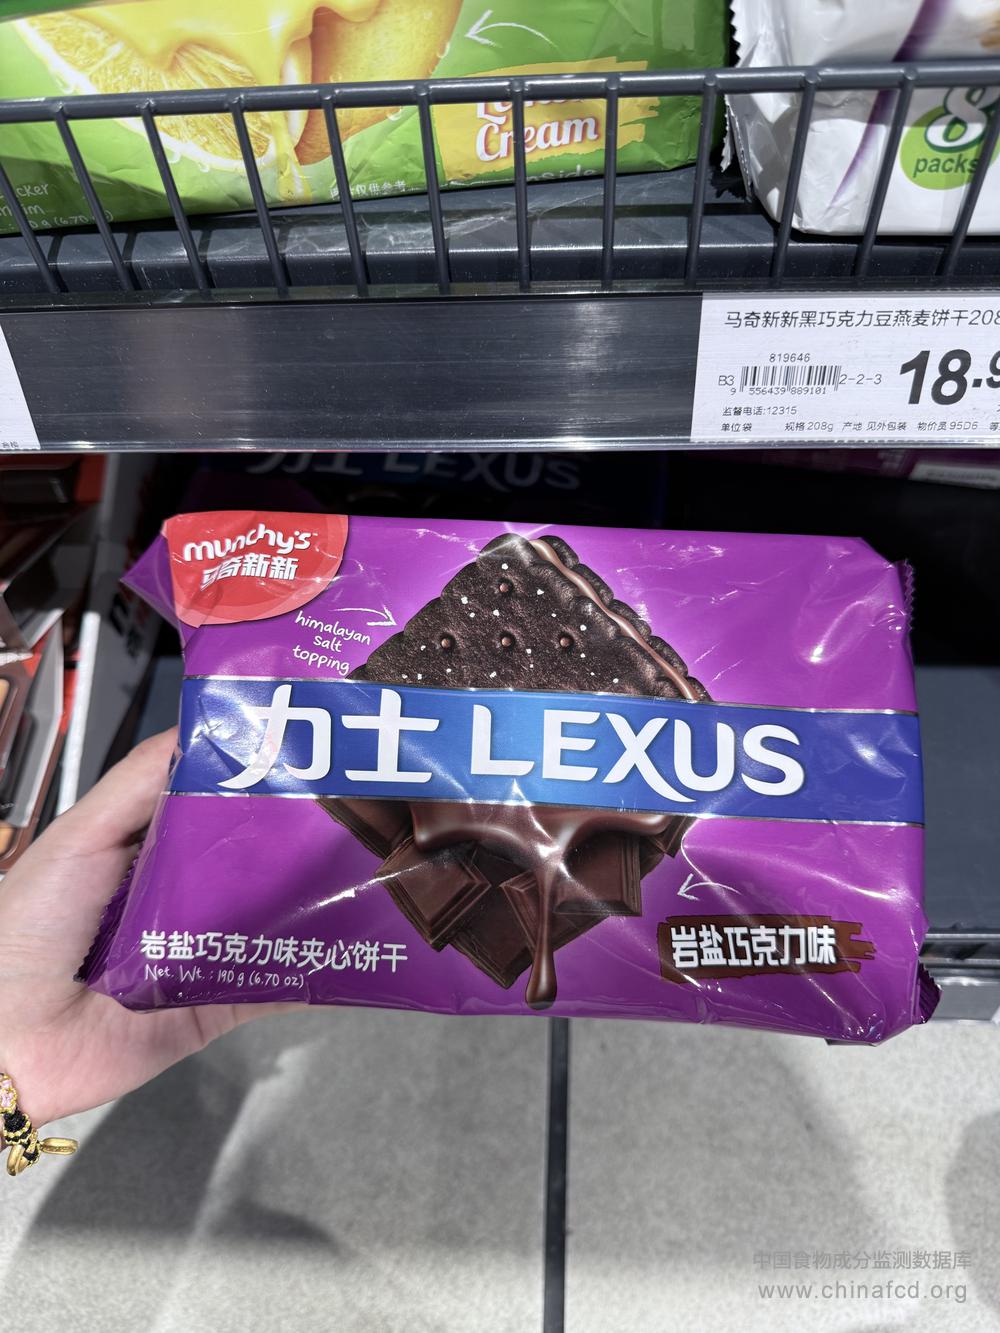 Cream
8
packs
马奇新新黑巧克力豆燕麦饼干208
819646
B3
2-2-3
9 556439 889101
18.9
监督电话:12315
单位 袋 规格 208g 产地 见外包装 物价员 95D6
力士 LEXUS
munchy's
马奇新新
himalayan
salt
topping
力士 LEXUS
岩盐巧克力味夹心饼干
Net. Wt.: 190 g (6.70 oz)
岩盐巧克力味
中国食物成分监测数据库
www.chinafcd.org